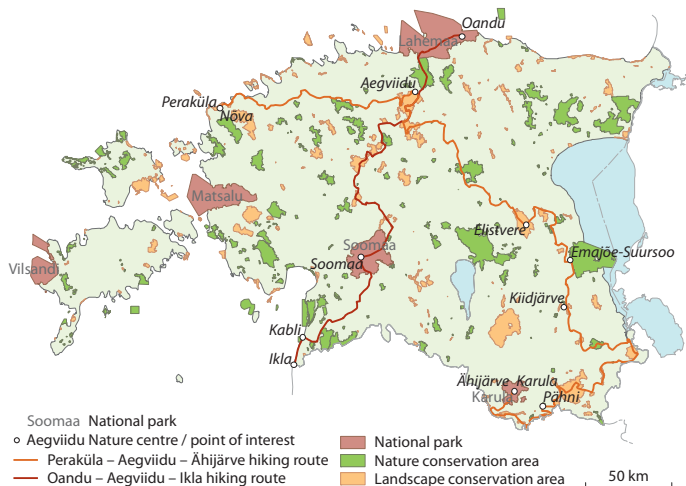 Oandu
Lahemaa
Aegviidu
Peraküla
Nõva
Matsalu
Elistvere
Soomaa
Soomaa
Emajõe-Suursoo
Vilsandi
Kiidjärve
Kabli
Ikla
Ähijärve Karula
Karula
Pähni
Soomaa National park
Aegviidu Nature centre / point of interest
Peraküla – Aegviidu – Ähijärve hiking route
Oandu – Aegviidu – Ikla hiking route
National park
Nature conservation area
Landscape conservation area
50 km